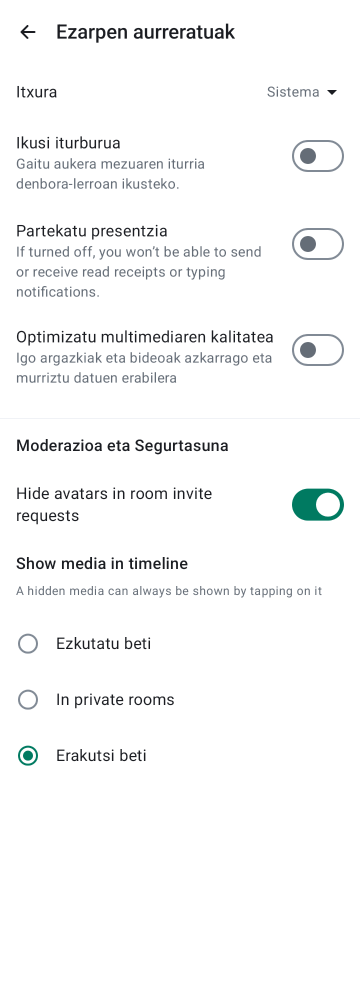 Ezarpen aurreratuak
Itxura
Sistema
Ikusi iturburua
Gaitu aukera mezuaren iturria
denbora-lerroan ikusteko.
Partekatu presentzia
If turned off, you won’t be able to send
or receive read receipts or typing
notifications.
Optimizatu multimediaren kalitatea
Igo argazkiak eta bideoak azkarrago eta
murriztu datuen erabilera
Moderazioa eta Segurtasuna
Hide avatars in room invite
requests
Show media in timeline
A hidden media can always be shown by tapping on it
Ezkutatu beti
In private rooms
Erakutsi beti